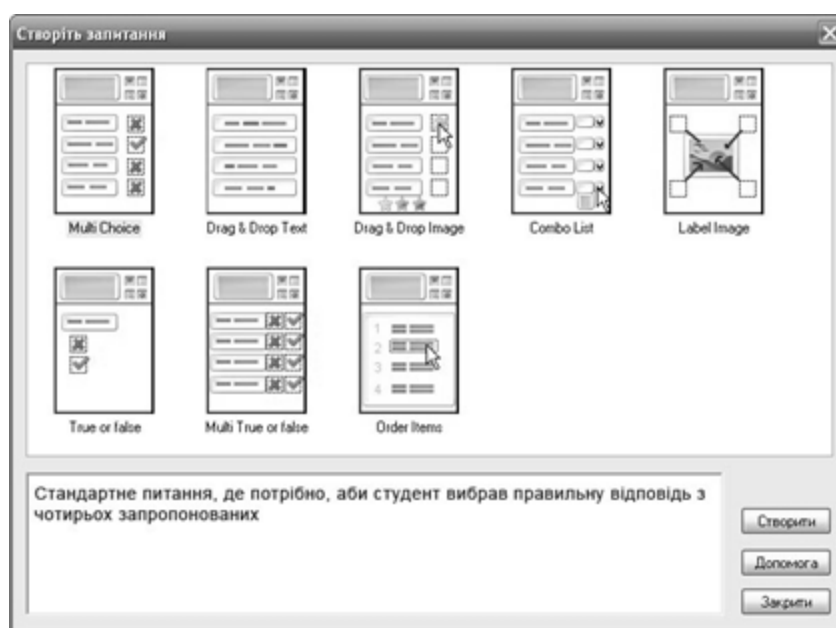 Створіть запитання
Multi Choice
Drag & Drop Text
Drag & Drop Image
Combo List
Label Image
True or false
Multi True or false
1
2
3
4
Order Items
Стандартне питання, де потрібно, аби студент вибрав правильну відповідь з
чотирьох запропонованих
Створити
Допомога
Закрити